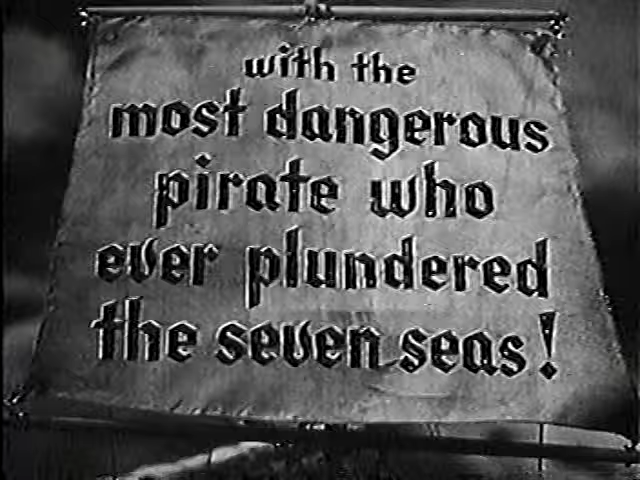 with the
most dangerous
pirate who
ever plundered
the seven seas!